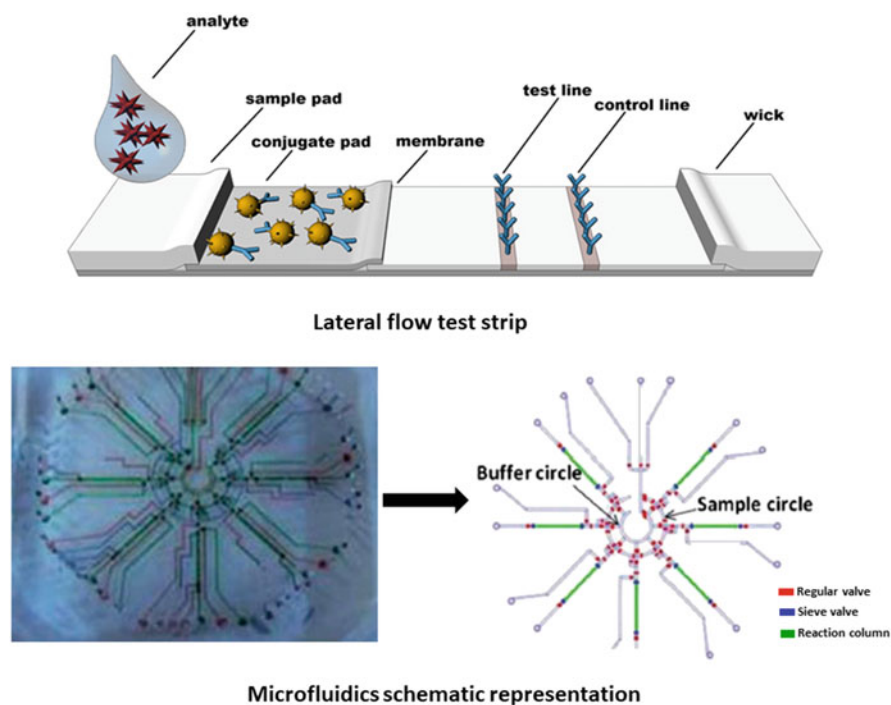 analyte
sample pad
conjugate pad
membrane
test line
control line
wick
Lateral flow test strip
Buffer circle
Sample circle
Regular valve
Sieve valve
Reaction column
Microfluidics schematic representation